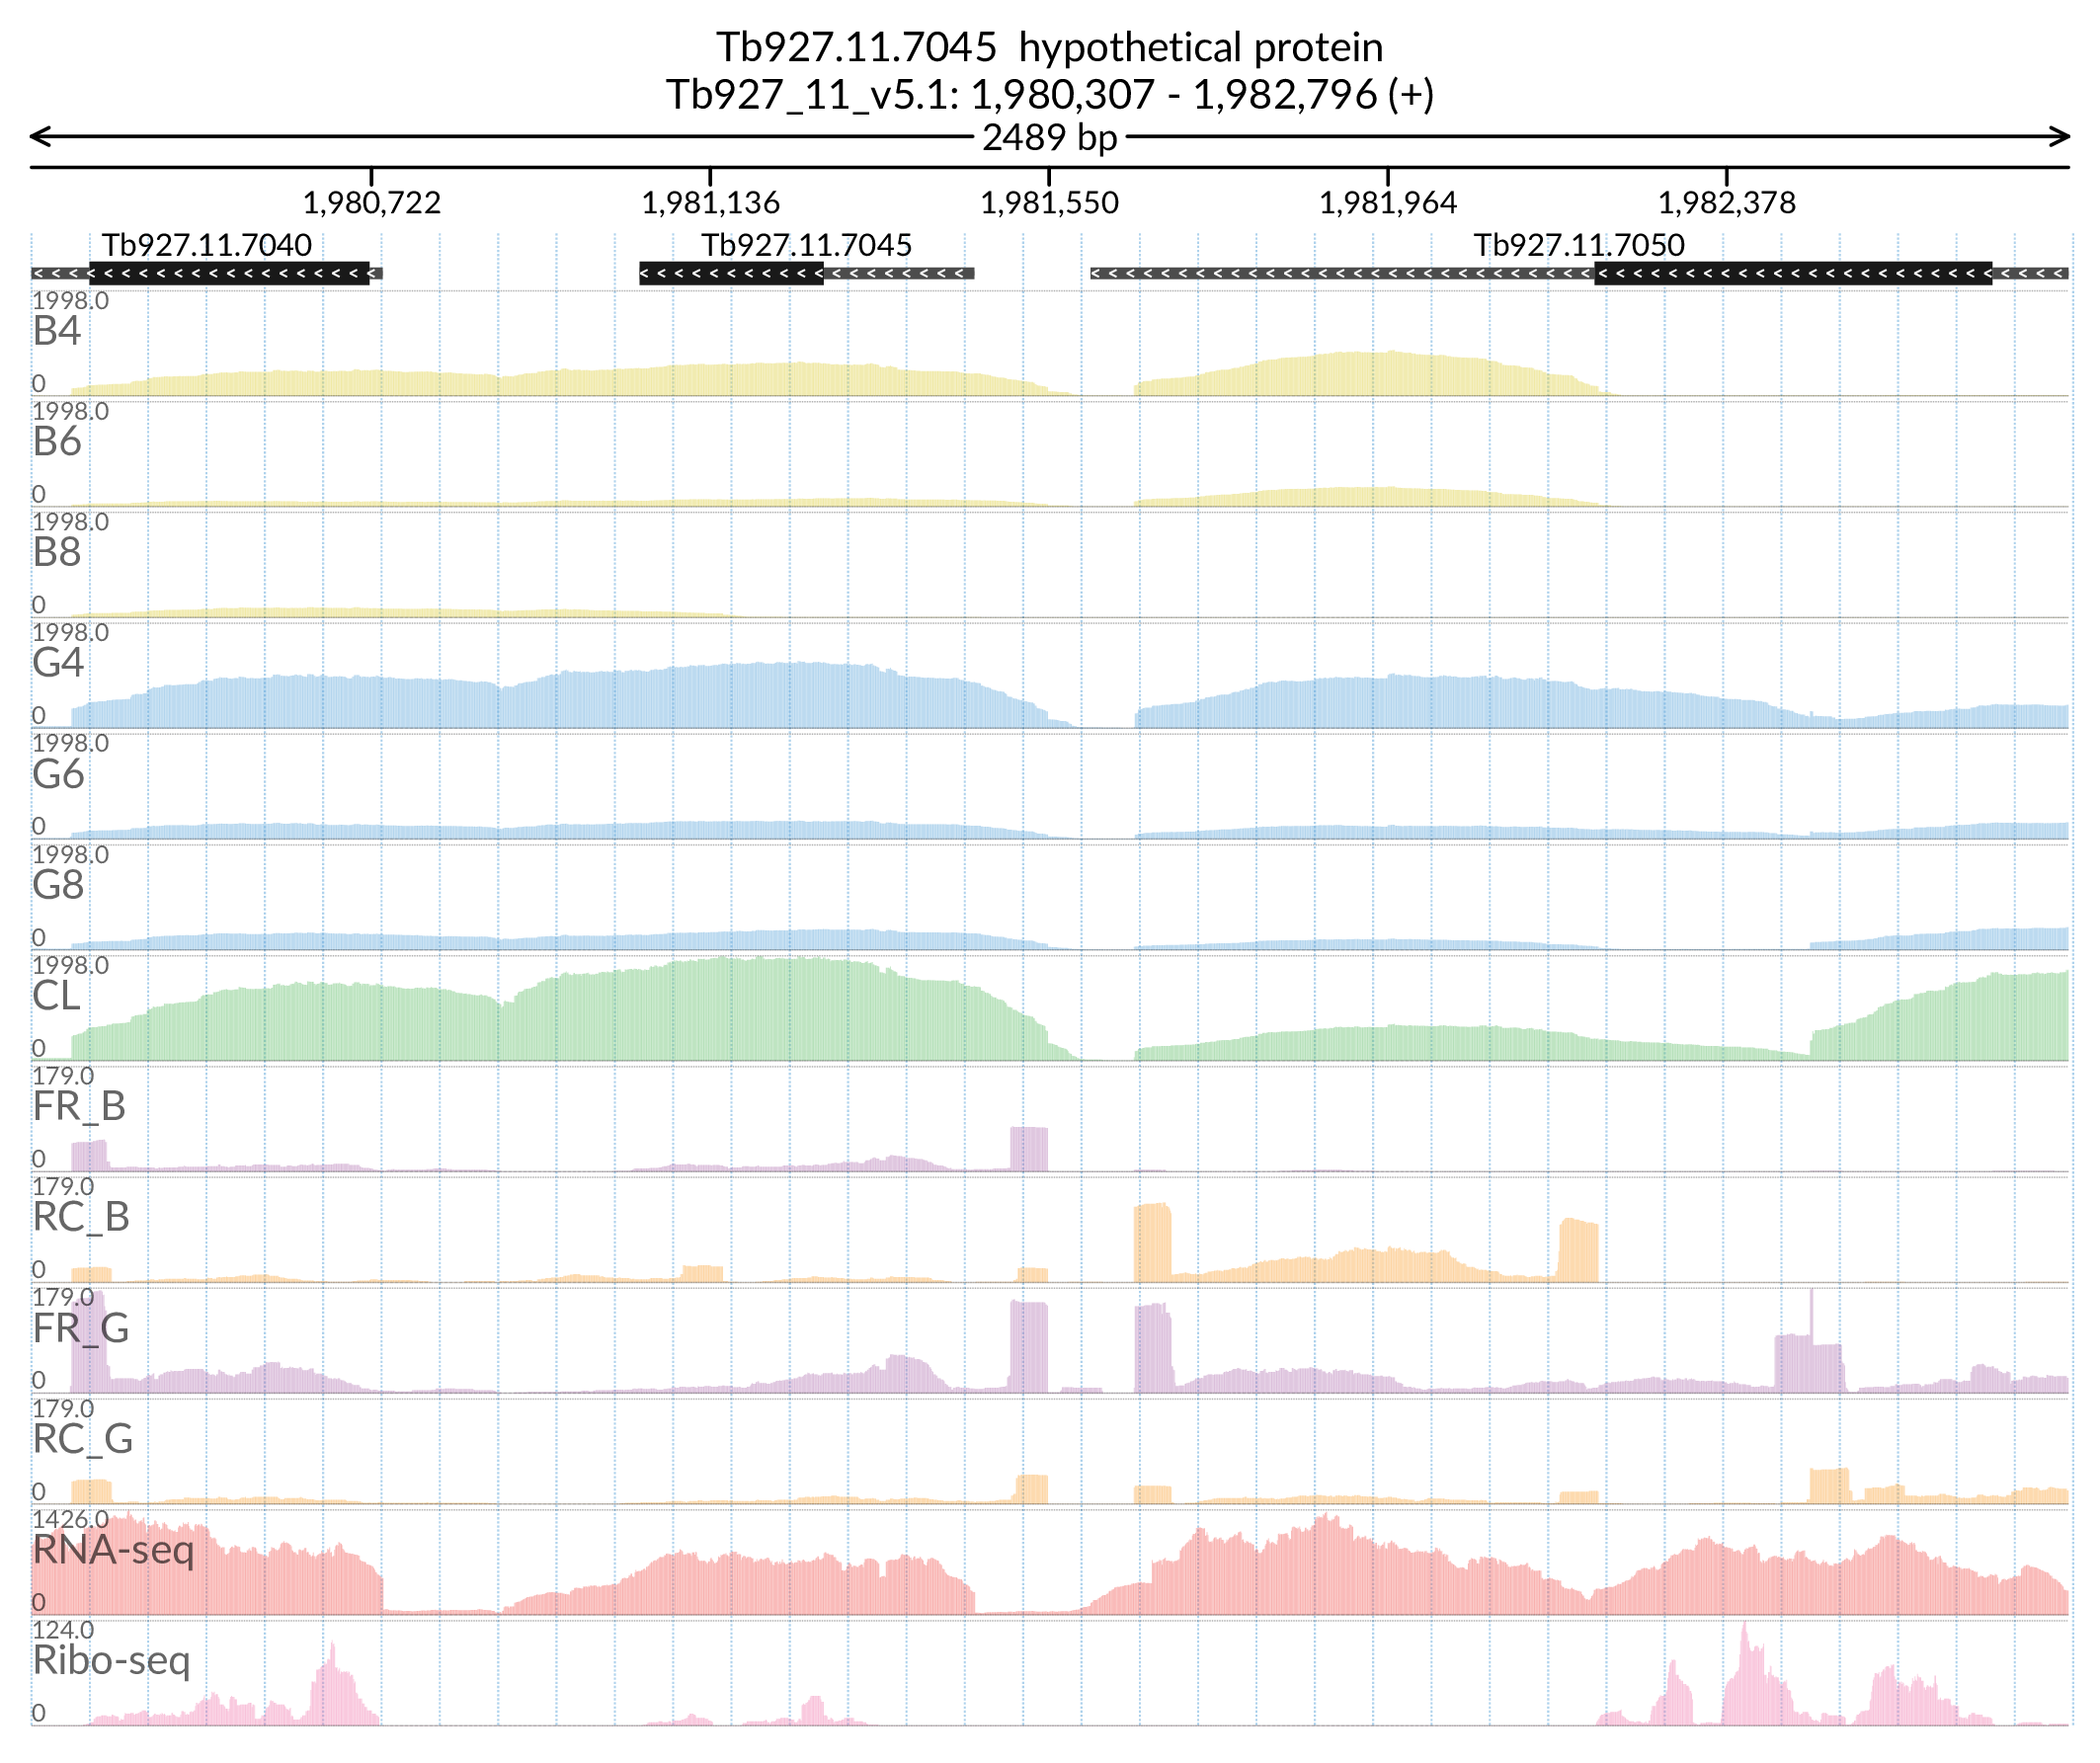 Tb927.11.7045 hypothetical protein
Tb927_11_v5.1: 1,980,307 - 1,982,796 (+)
2489 bp
1,980,722 1,981,136 1,981,550 1,981,964 1,982,378
Tb927.11.7040 Tb927.11.7045 Tb927.11.7050
1998.0
B4
0
1998.0
B6
0
1998.0
B8
0
1998.0
G4
0
1998.0
G6
0
1998.0
G8
0
1998.0
CL
0
179.0
FR_B
0
179.0
RC_B
0
179.0
FR_G
0
179.0
RC_G
0
1426.0
RNA-seq
0
124.0
Ribo-seq
0